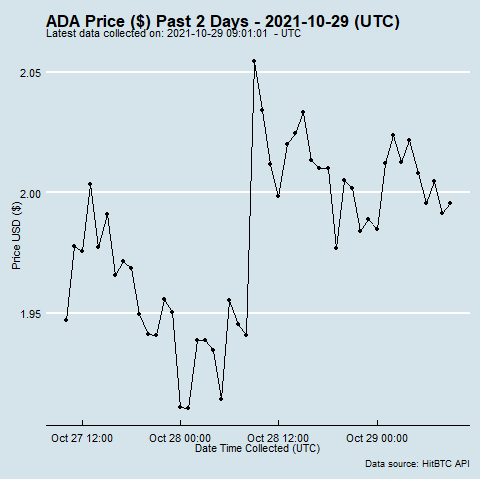 ADA Price ($) Past 2 Days - 2021-10-29 (UTC)
Latest data collected on: 2021-10-29 09:01:01 - UTC
2.05
2.00
1.95
Price USD ($)
Oct 27 12:00 Oct 28 00:00 Oct 28 12:00 Oct 29 00:00
Date Time Collected (UTC)
Data source: HitBTC API